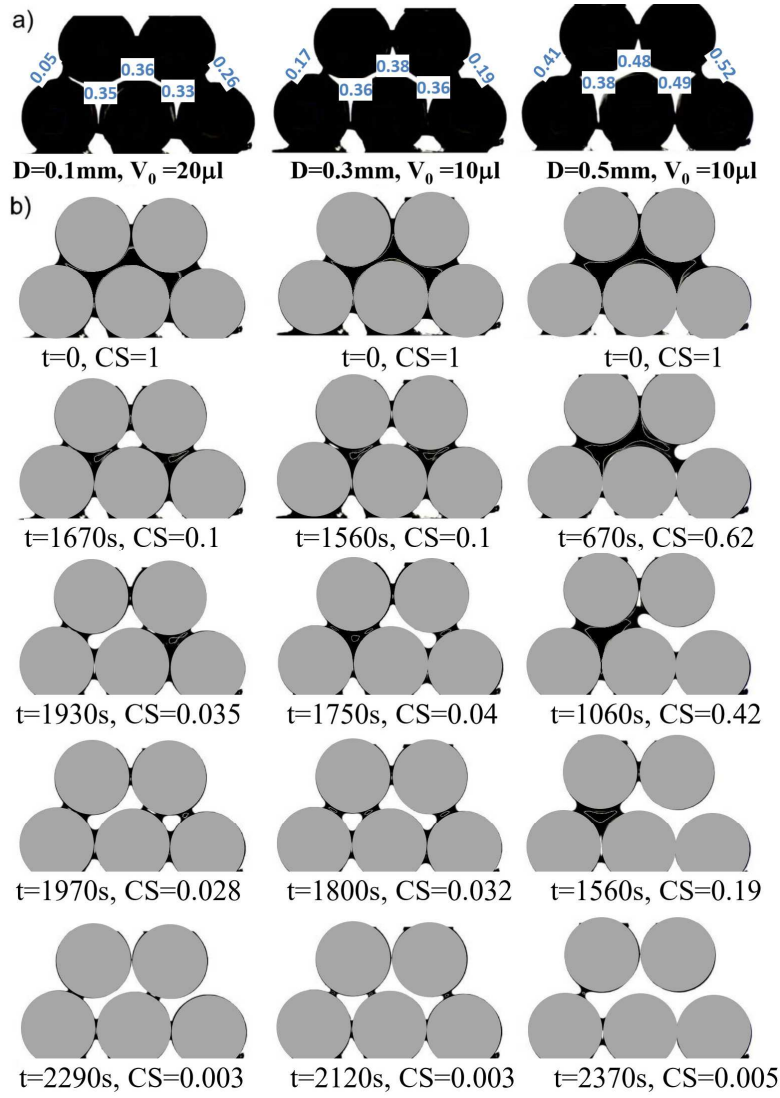 a)
0.05 0.35 0.36 0.33 0.26
0.17 0.36 0.38 0.36 0.19
0.41 0.38 0.48 0.49 0.52
D=0.1mm, V₀ =20μl D=0.3mm, V₀ =10μl D=0.5mm, V₀ =10μl
b)
t=0, CS=1 t=0, CS=1 t=0, CS=1
t=1670s, CS=0.1 t=1560s, CS=0.1 t=670s, CS=0.62
t=1930s, CS=0.035 t=1750s, CS=0.04 t=1060s, CS=0.42
t=1970s, CS=0.028 t=1800s, CS=0.032 t=1560s, CS=0.19
t=2290s, CS=0.003 t=2120s, CS=0.003 t=2370s, CS=0.005